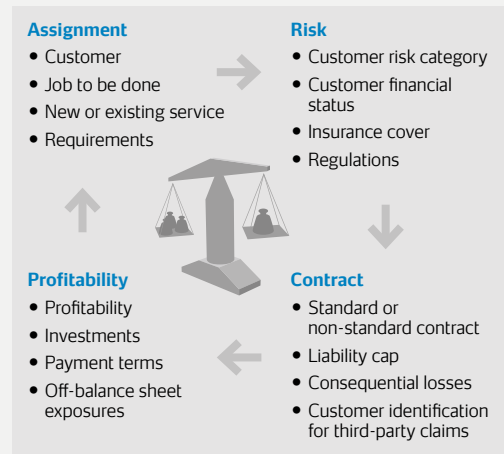 Assignment
• Customer
• Job to be done
• New or existing service
• Requirements
Risk
• Customer risk category
• Customer financial
status
• Insurance cover
• Regulations
Profitability
• Profitability
• Investments
• Payment terms
• Off-balance sheet
exposures
Contract
• Standard or
non-standard contract
• Liability cap
• Consequential losses
• Customer identification
for third-party claims